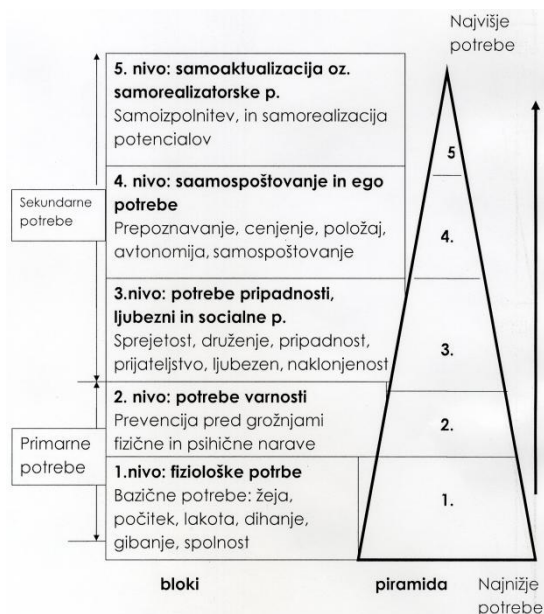 Najvišje
potrebe
5. nivo: samoaktualizacija oz.
samorealizatorske p.
Samoizpolnitev, in samorealizacija
potencialov
5
Sekundarne
potrebe
4. nivo: saamospoštovanje in ego
potrebe
Prepoznavanje, cenjenje, položaj,
avtonomija, samospoštovanje
4.
3.nivo: potrebe pripadnosti,
ljubezni in socialne p.
Sprejetost, druženje, pripadnost,
prijateljstvo, ljubezen, naklonjenost
3.
2. nivo: potrebe varnosti
Prevencija pred grožnjami
fizične in psihične narave
2.
Primarne
potrebe
1.nivo: fiziološke potrbe
Bazične potrebe: žeja,
počitek, lakota, dihanje,
gibanje, spolnost
1.
bloki
piramida
Najnižje
potrebe